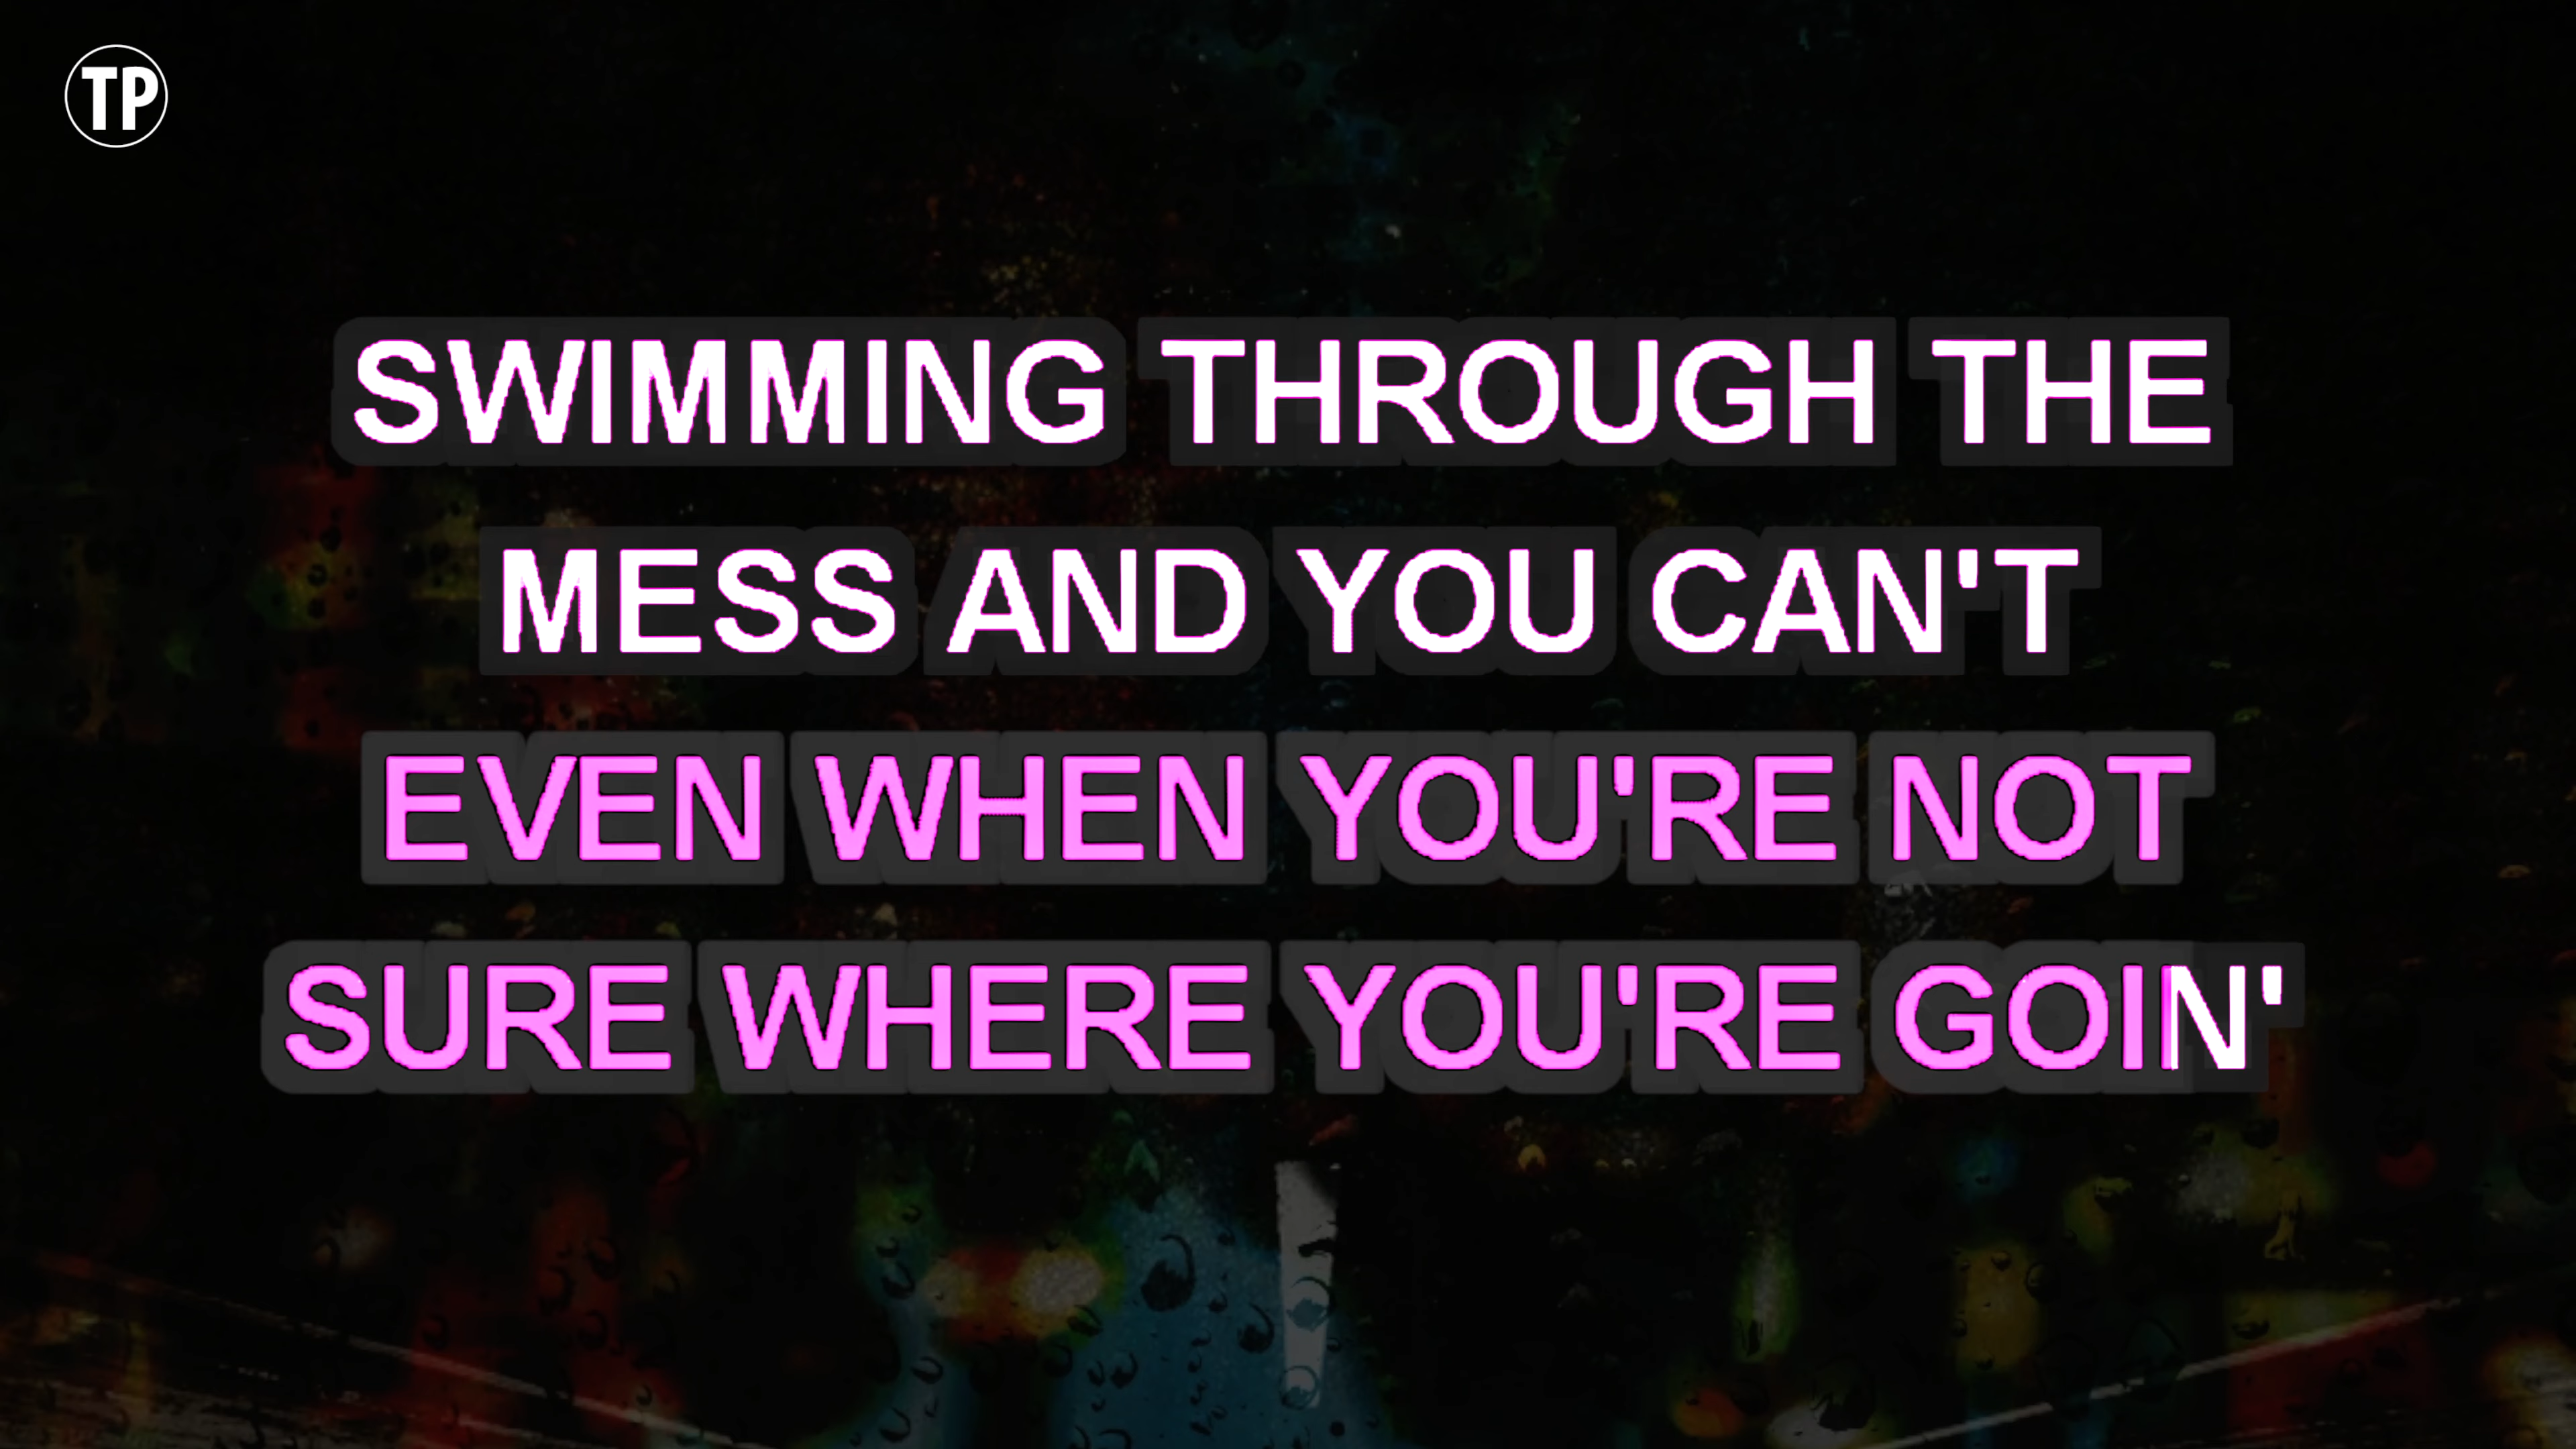 TP
SWIMMING THROUGH THE
MESS AND YOU CAN'T
EVEN WHEN YOU'RE NOT
SURE WHERE YOU'RE GOIN'